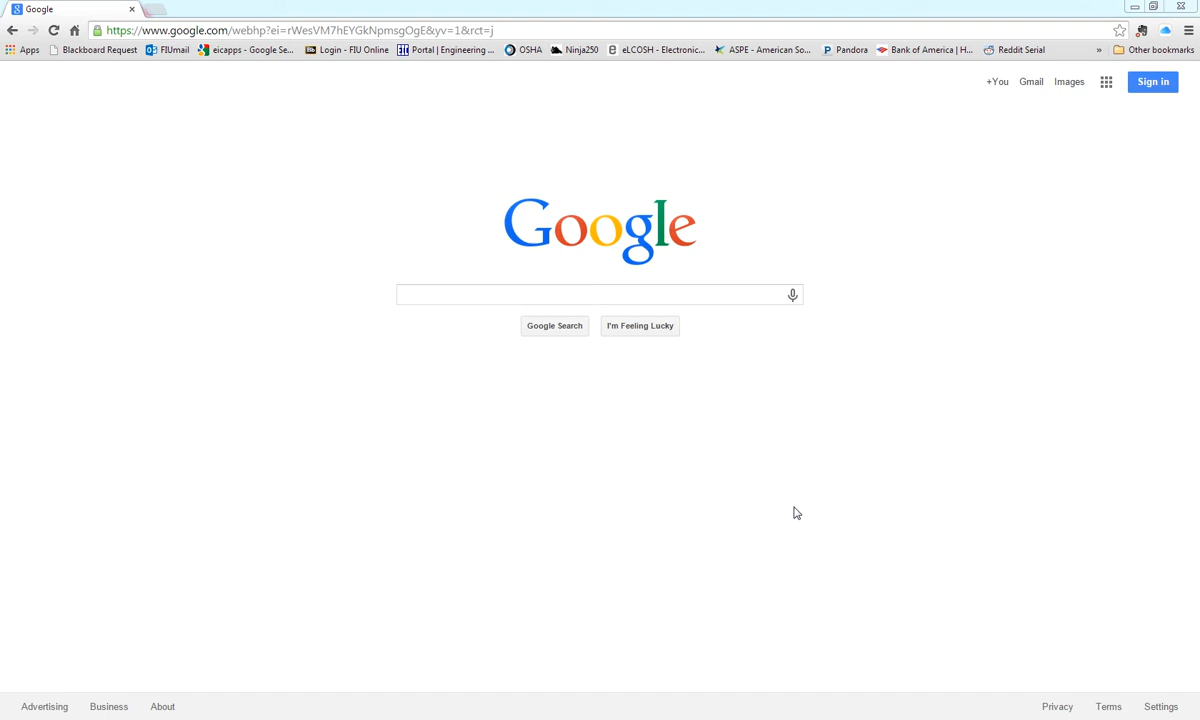 Google
https://www.google.com/webhp?ei=rWesVM7hEYGkNpmsgOgE&yv=1&rct=j
Apps Blackboard Request FIUmail eicapps - Google Se... Login - FIU Online Portal | Engineering ... OSHA Ninja250 eLCOSH - Electronic... ASPE - American So... Pandora Bank of America | H... Reddit Serial » Other bookmarks
+You Gmail Images Sign in
Google
Google Search I'm Feeling Lucky
Advertising Business About Privacy Terms Settings